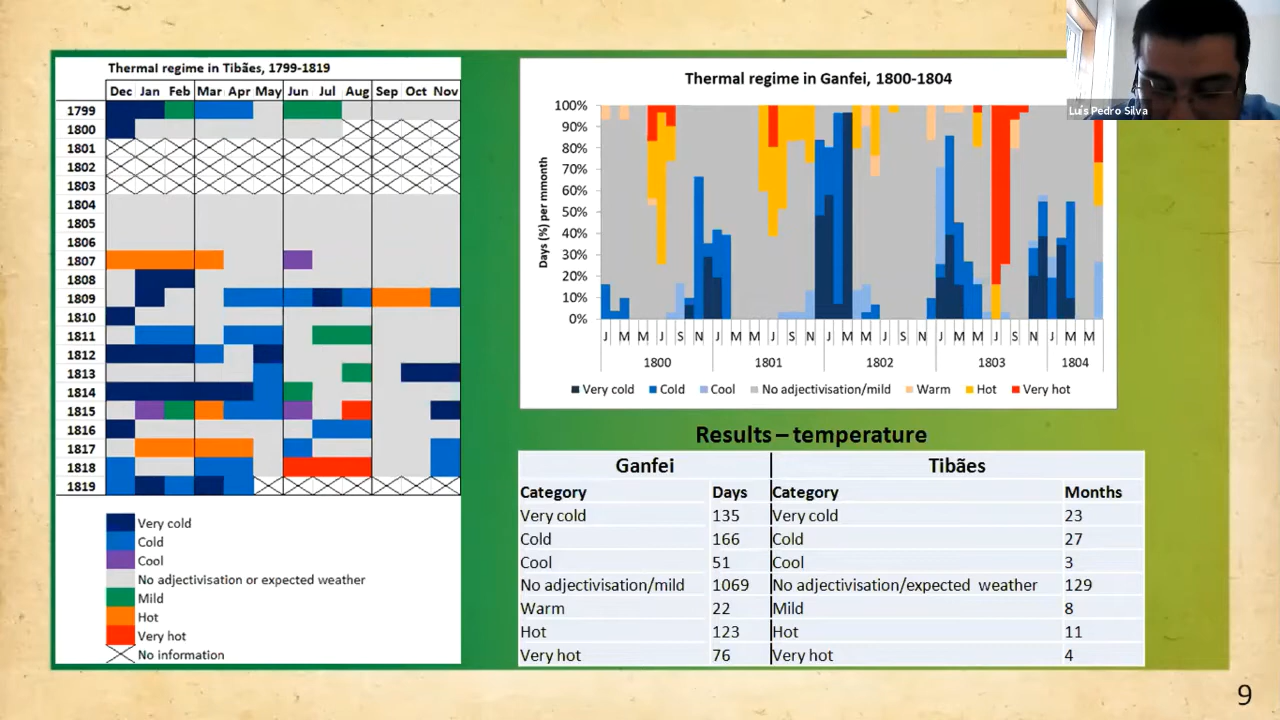 Thermal regime in Tibães, 1799-1819
Dec Jan Feb Mar Apr May Jun Jul Aug Sep Oct Nov
1799
1800
1801
1802
1803
1804
1805
1806
1807
1808
1809
1810
1811
1812
1813
1814
1815
1816
1817
1818
1819
Very cold
Cold
Cool
No adjectivisation or expected weather
Mild
Hot
Very hot
No information
Thermal regime in Ganfei, 1800-1804
Days (%) per mmonth
100%
90%
80%
70%
60%
50%
40%
30%
20%
10%
0%
J M M J S N J M M J S N J M M J S N J M M J S N J M M
1800 1801 1802 1803 1804
Very cold Cold Cool No adjectivisation/mild Warm Hot Very hot
Luís Pedro Silva
Results – temperature
Ganfei Tibães
Category Days Category Months
Very cold 135 Very cold 23
Cold 166 Cold 27
Cool 51 Cool 3
No adjectivisation/mild 1069 No adjectivisation/expected weather 129
Warm 22 Mild 8
Hot 123 Hot 11
Very hot 76 Very hot 4
9